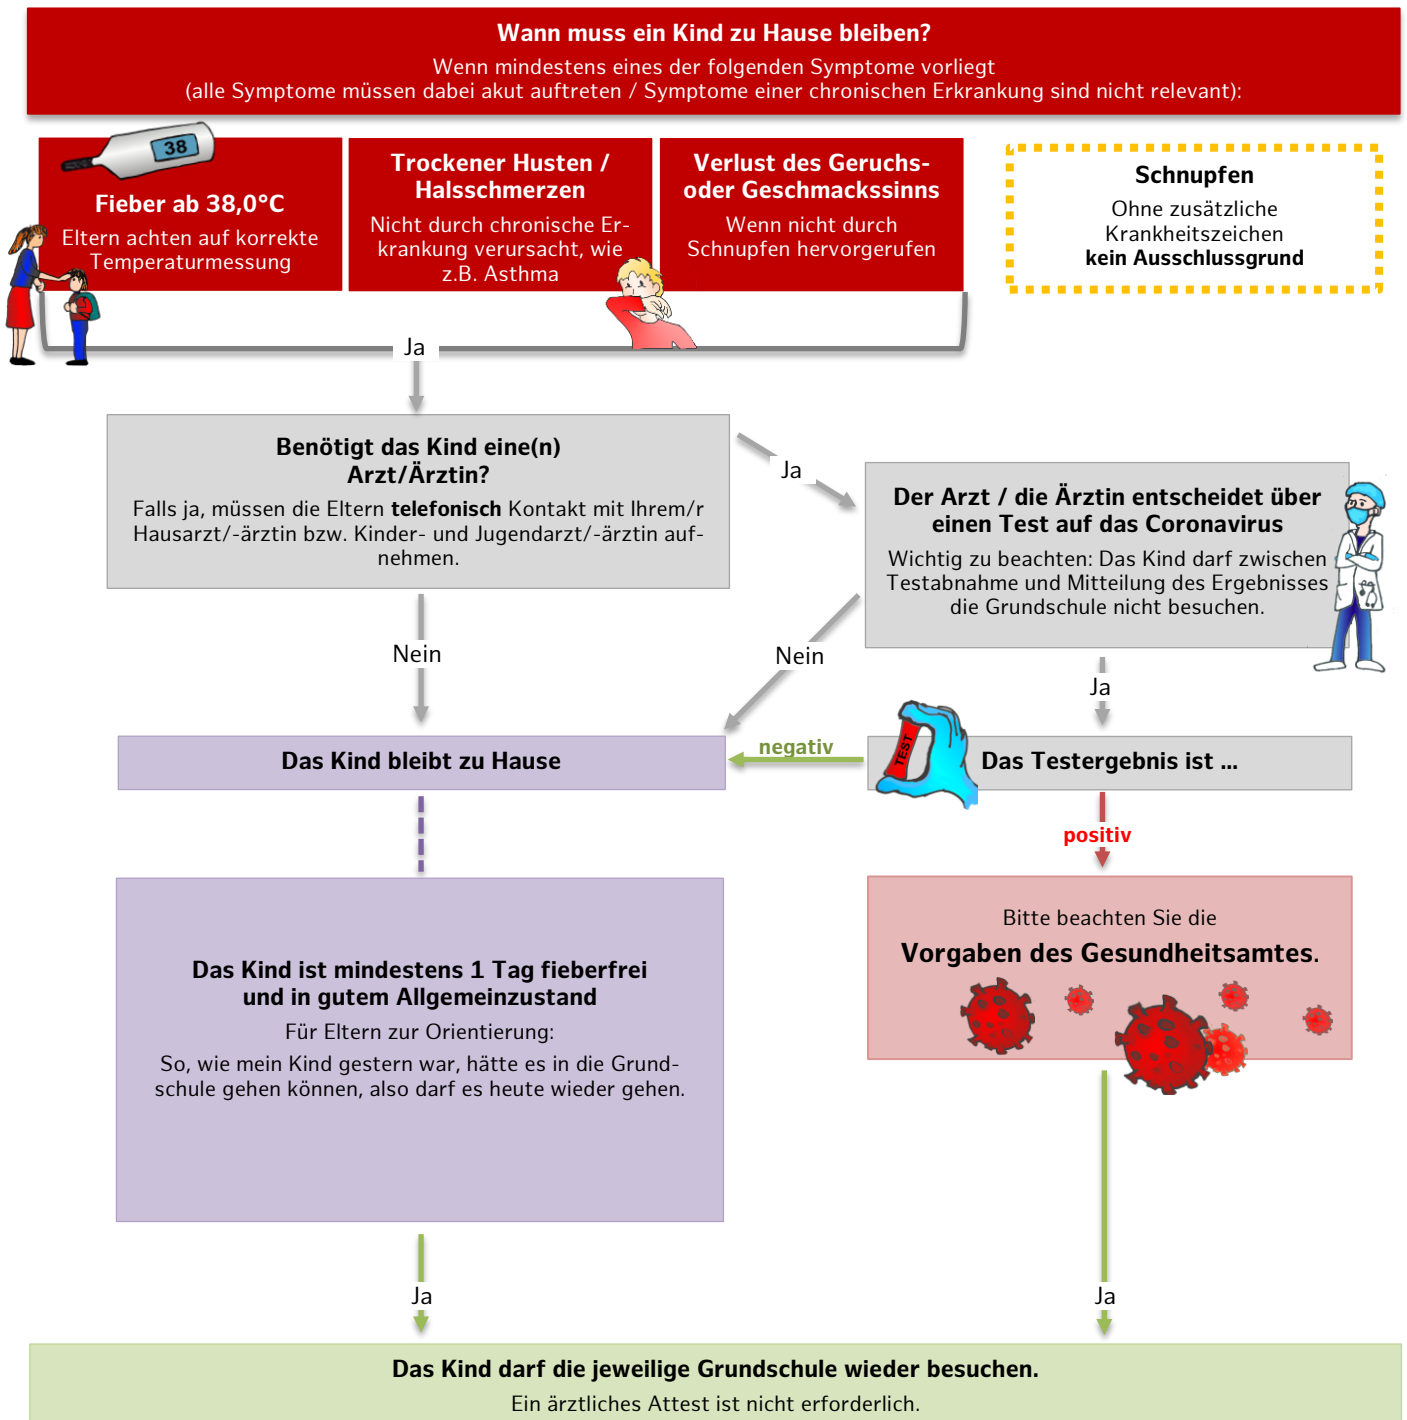 Wann muss ein Kind zu Hause bleiben?
Wenn mindestens eines der folgenden Symptome vorliegt
(alle Symptome müssen dabei akut auftreten / Symptome einer chronischen Erkrankung sind nicht relevant):
38
Fieber ab 38,0°C
Eltern achten auf korrekte
Temperaturmessung
Trockener Husten /
Halsschmerzen
Nicht durch chronische Er-
krankung verursacht, wie
z.B. Asthma
Verlust des Geruchs-
oder Geschmackssinns
Wenn nicht durch
Schnupfen hervorgerufen
Schnupfen
Ohne zusätzliche
Krankheitszeichen
kein Ausschlussgrund
Ja
Benötigt das Kind eine(n)
Arzt/Ärztin?
Falls ja, müssen die Eltern telefonisch Kontakt mit Ihrem/r
Hausarzt/-ärztin bzw. Kinder- und Jugendarzt/-ärztin auf-
nehmen.
Ja
Der Arzt / die Ärztin entscheidet über
einen Test auf das Coronavirus
Wichtig zu beachten: Das Kind darf zwischen
Testabnahme und Mitteilung des Ergebnisses
die Grundschule nicht besuchen.
Nein
Nein
Ja
Das Kind bleibt zu Hause
negativ
TEST
Das Testergebnis ist ...
positiv
Das Kind ist mindestens 1 Tag fieberfrei
und in gutem Allgemeinzustand
Für Eltern zur Orientierung:
So, wie mein Kind gestern war, hätte es in die Grund-
schule gehen können, also darf es heute wieder gehen.
Bitte beachten Sie die
Vorgaben des Gesundheitsamtes.
Ja
Ja
Das Kind darf die jeweilige Grundschule wieder besuchen.
Ein ärztliches Attest ist nicht erforderlich.